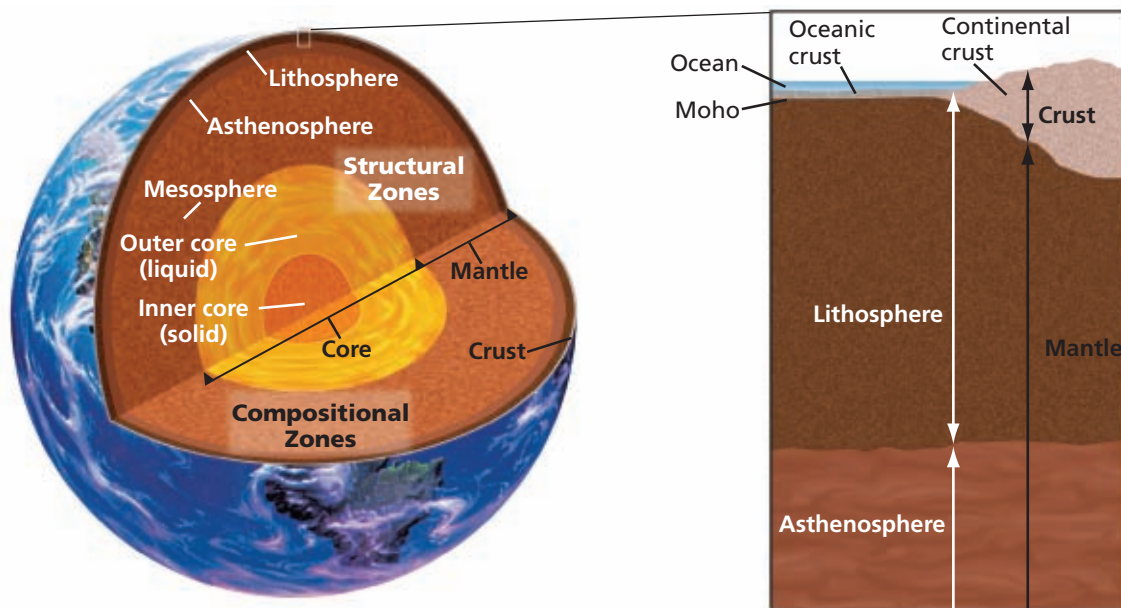 Lithosphere
Asthenosphere
Structural
Zones
Mesosphere
Outer core
(liquid)
Mantle
Inner core
(solid)
Core
Crust
Compositional
Zones
Oceanic
crust
Continental
crust
Ocean
Moho
Crust
Lithosphere
Mantle
Asthenosphere